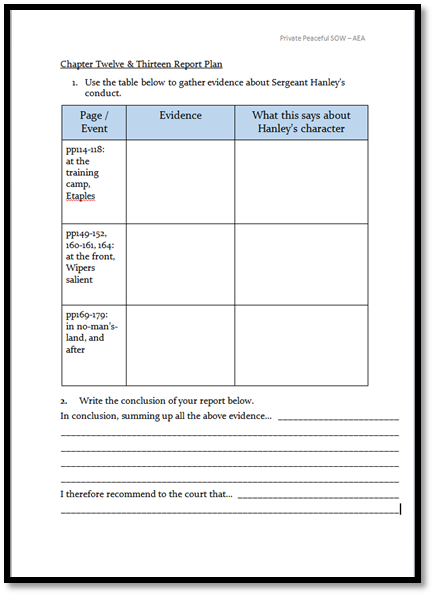 Private Peaceful SOW – AEA
Chapter Twelve & Thirteen Report Plan
1. Use the table below to gather evidence about Sergeant Hanley's
conduct.
Page /
Event
Evidence
What this says about
Hanley's character
pp114-118:
at the
training
camp,
Etaples
pp149-152,
160-161, 164:
at the front,
Wipers
salient
pp169-179:
in no-man's-
land, and
after
2. Write the conclusion of your report below.
In conclusion, summing up all the above evidence...
I therefore recommend to the court that...